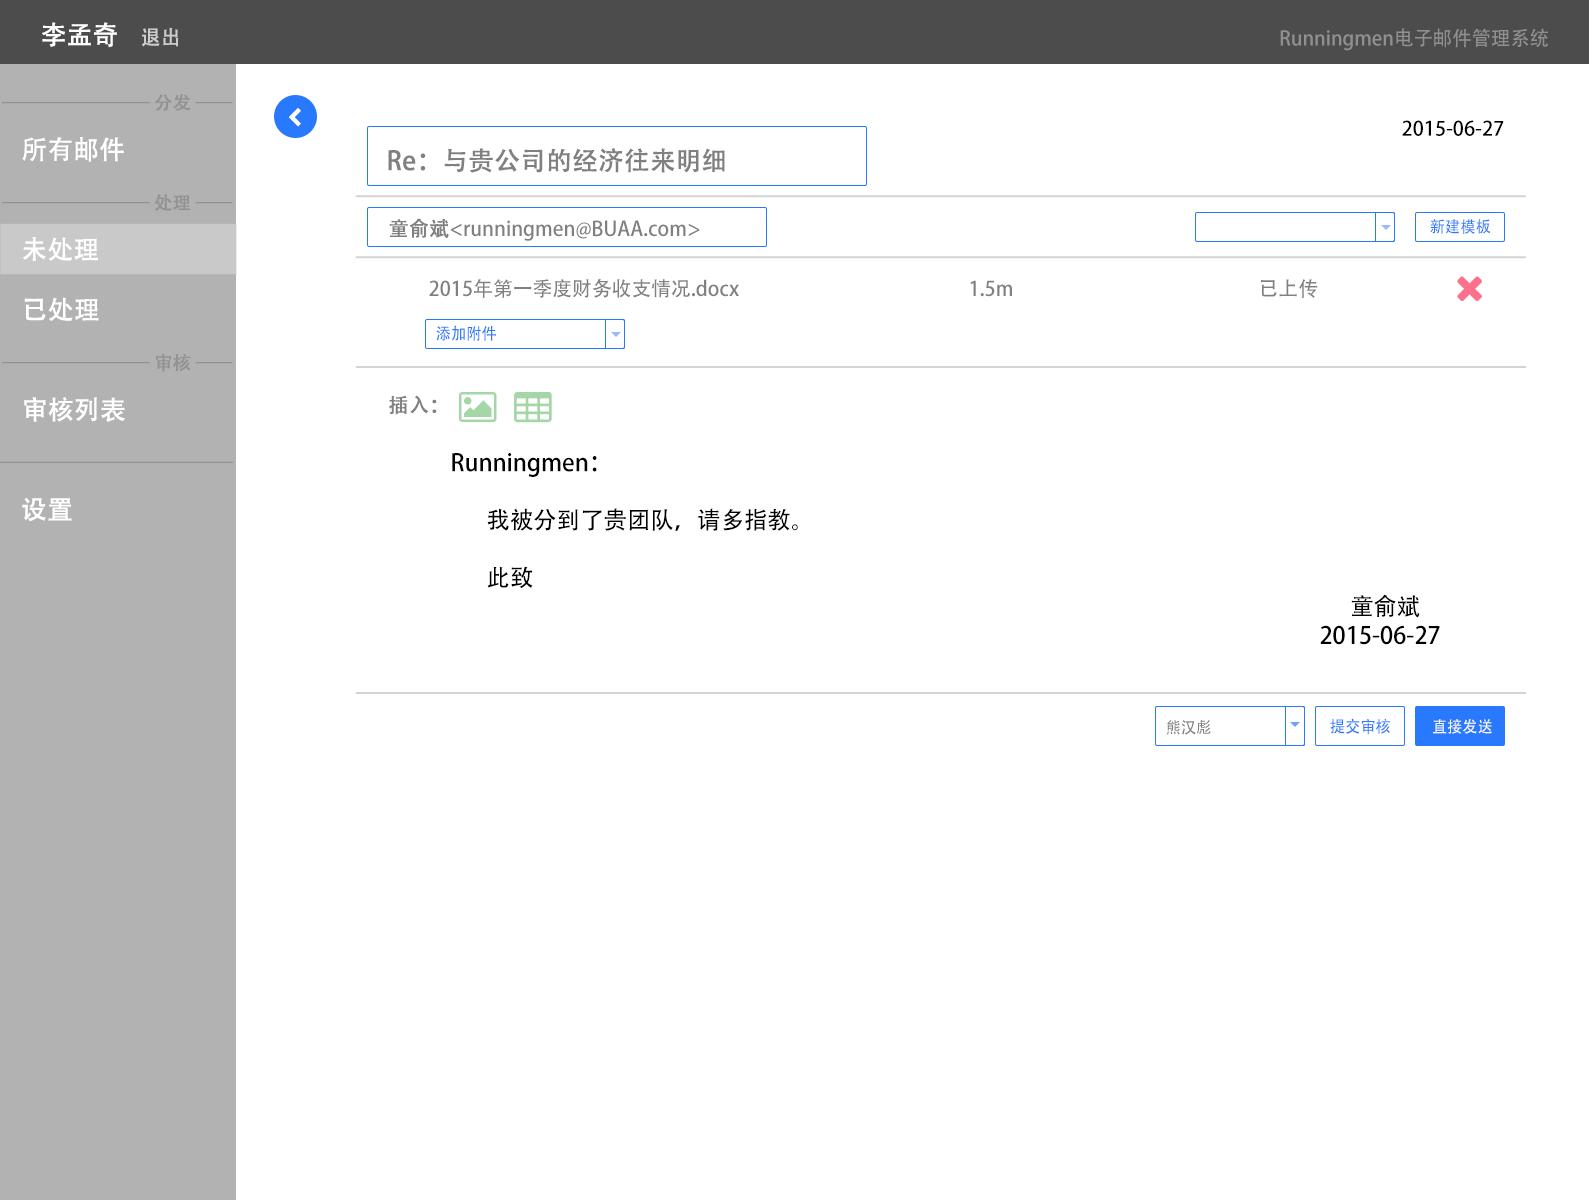 李孟奇 退出 Runningmen电子邮件管理系统
分发
所有邮件
处理
未处理
已处理
审核
审核列表
设置
2015-06-27
Re：与贵公司的经济往来明细
童俞斌<runningmen@BUAA.com> 新建模板
2015年第一季度财务收支情况.docx 1.5m 已上传
添加附件
插入：
Runningmen：
我被分到了贵团队，请多指教。
此致
童俞斌
2015-06-27
熊汉彪 提交审核 直接发送